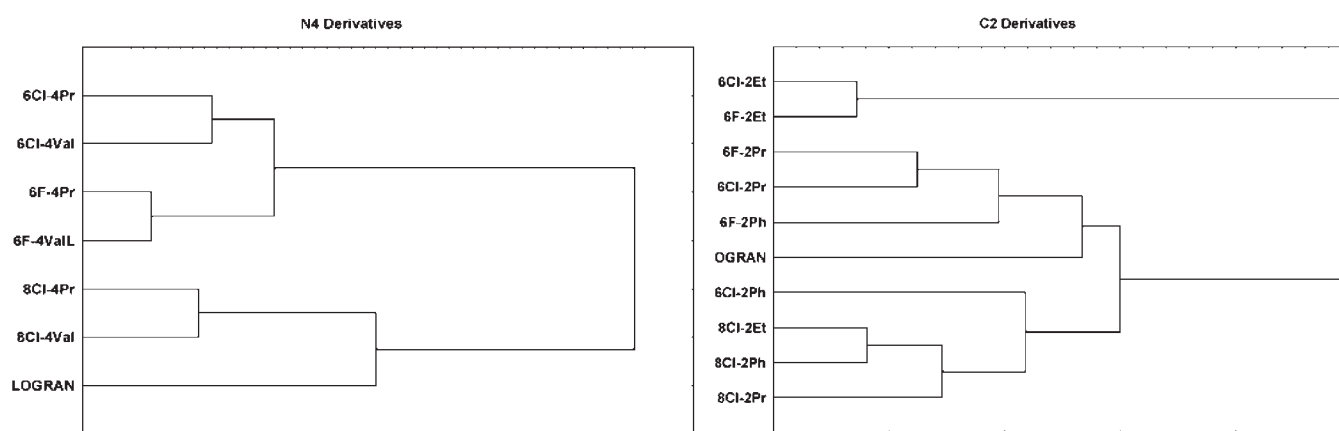 N4 Derivatives
6Cl-4Pr
6Cl-4Val
6F-4Pr
6F-4ValL
8Cl-4Pr
8Cl-4Val
LOGRAN
C2 Derivatives
6Cl-2Et
6F-2Et
6F-2Pr
6Cl-2Pr
6F-2Ph
OGRAN
6Cl-2Ph
8Cl-2Et
8Cl-2Ph
8Cl-2Pr